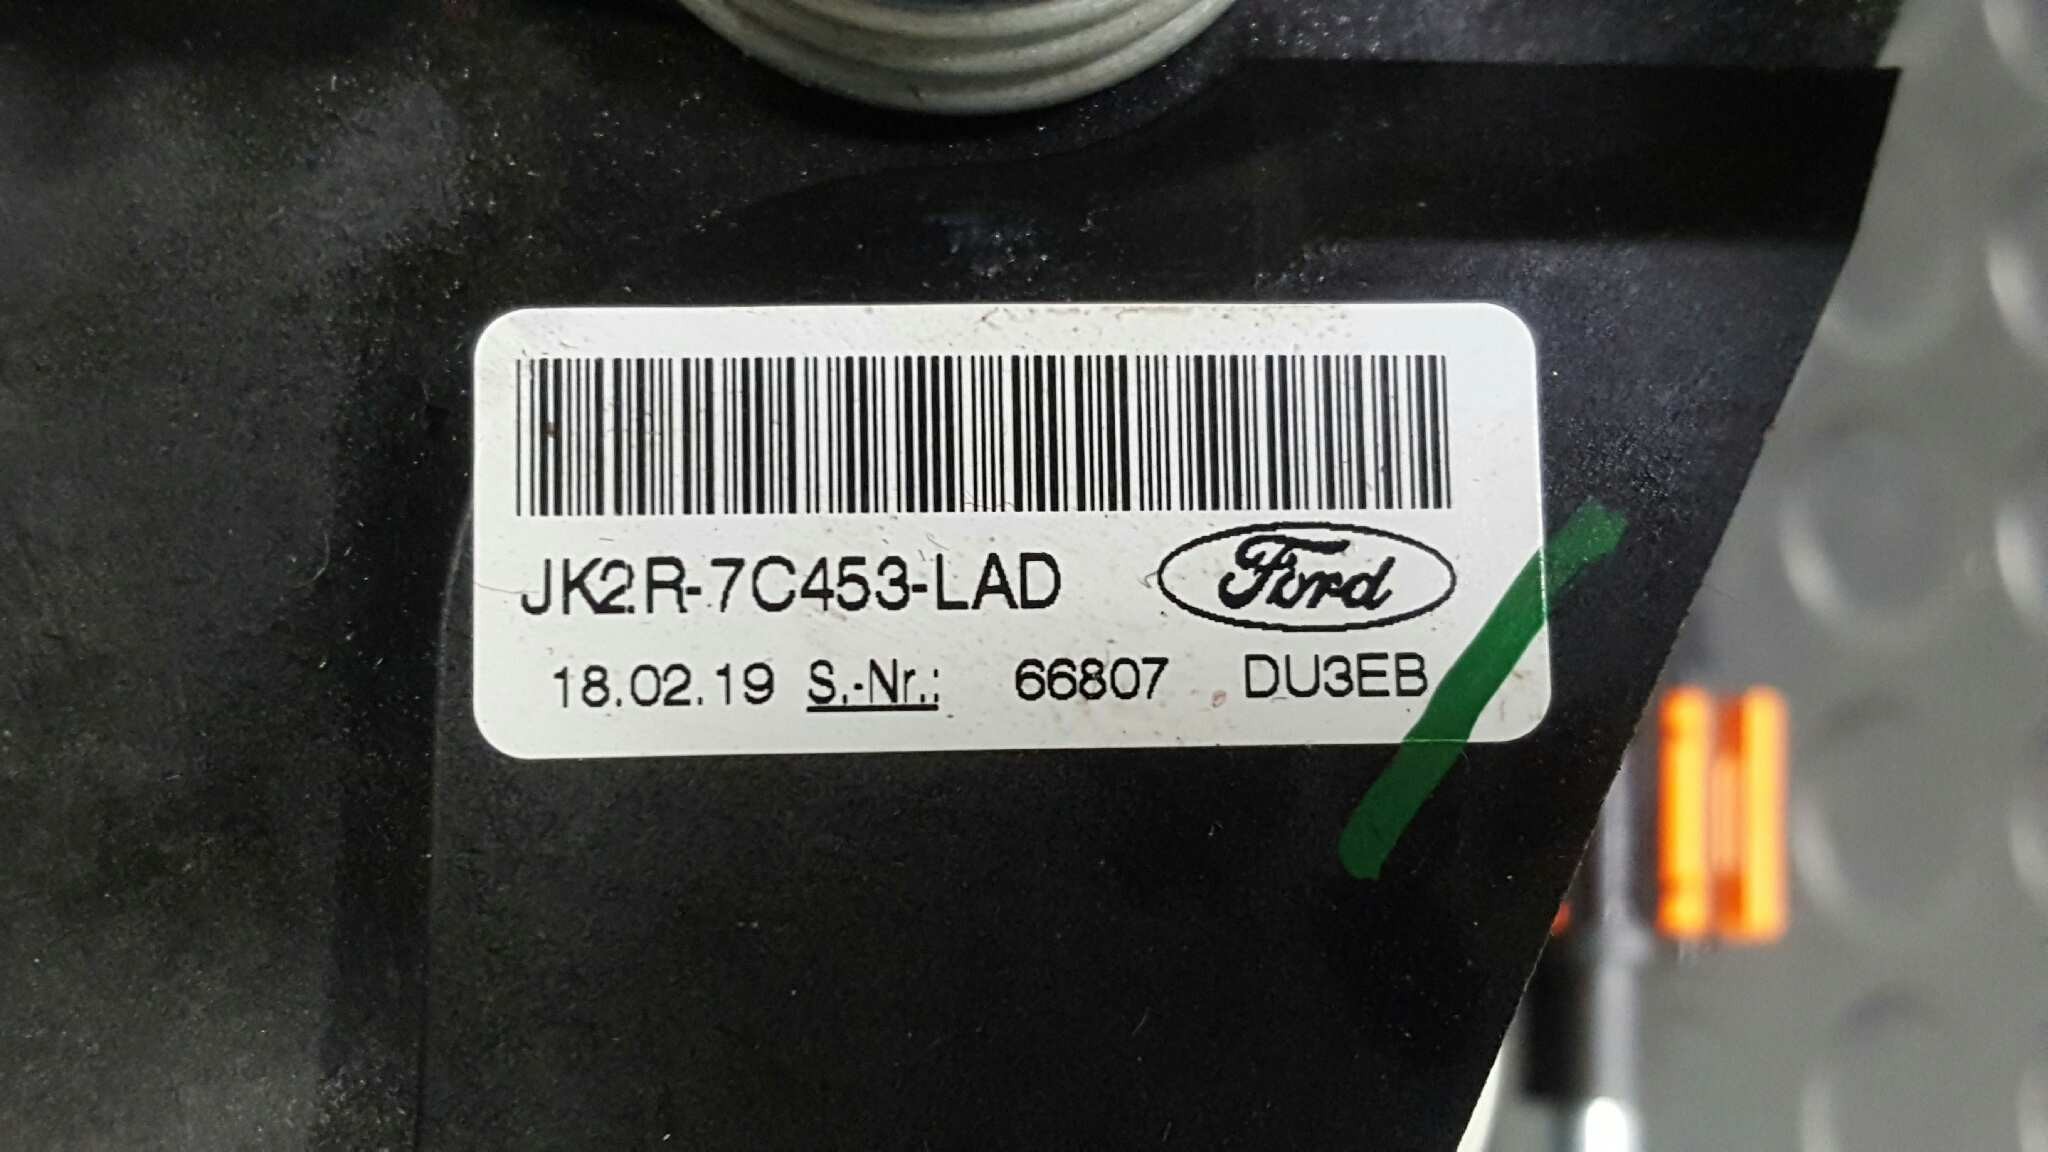 JK2R-7C453-LAD
Ford
18.02.19 S.-Nr.: 66807 DU3EB